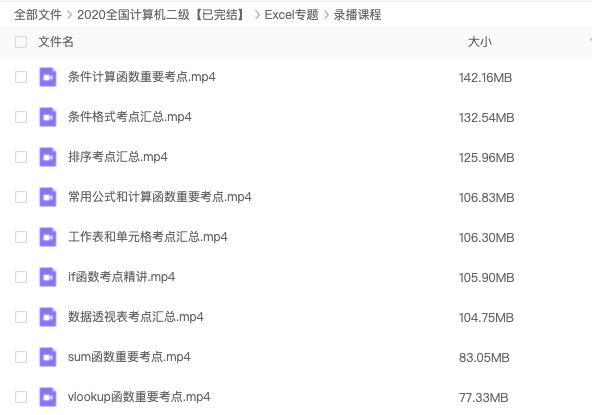 全部文件 > 2020全国计算机二级【已完结】 > Excel专题 > 录播课程
文件名 大小
条件计算函数重要考点.mp4 142.16MB
条件格式考点汇总.mp4 132.54MB
排序考点汇总.mp4 125.96MB
常用公式和计算函数重要考点.mp4 106.83MB
工作表和单元格考点汇总.mp4 106.30MB
if函数考点精讲.mp4 105.90MB
数据透视表考点汇总.mp4 104.75MB
sum函数重要考点.mp4 83.05MB
vlookup函数重要考点.mp4 77.33MB